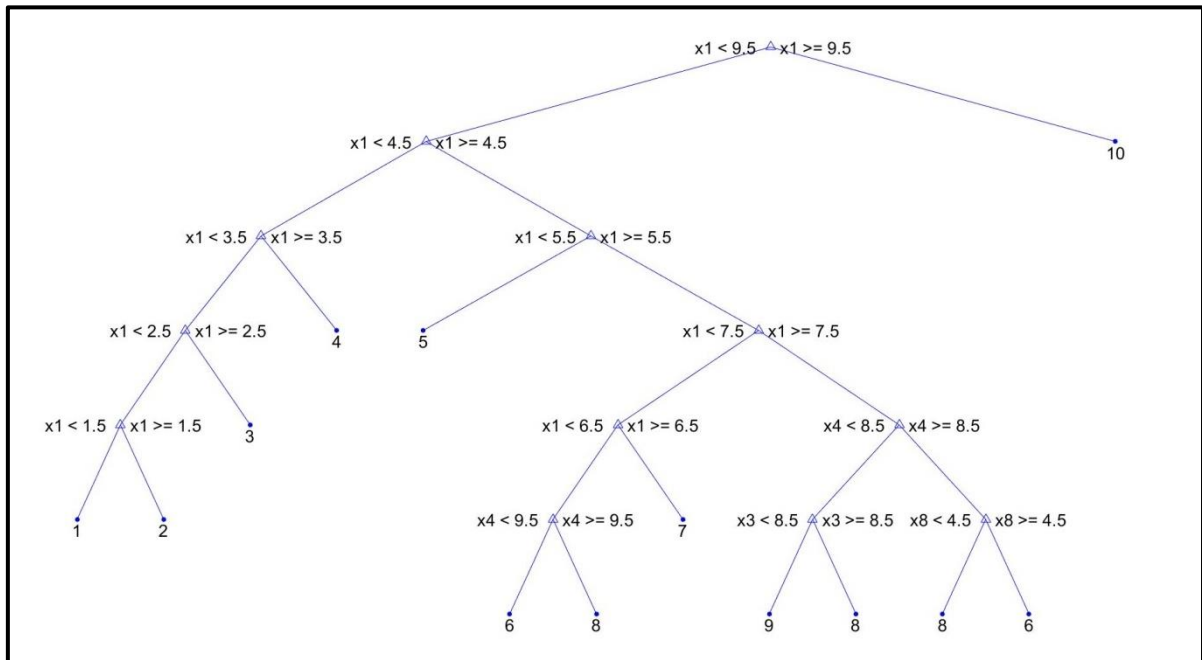 x1 < 9.5 x1 >= 9.5
x1 < 4.5 x1 >= 4.5
10
x1 < 3.5 x1 >= 3.5
x1 < 5.5 x1 >= 5.5
x1 < 2.5 x1 >= 2.5
4
5
x1 < 7.5 x1 >= 7.5
x1 < 1.5 x1 >= 1.5
3
x1 < 6.5 x1 >= 6.5
x4 < 8.5 x4 >= 8.5
1
2
x4 < 9.5 x4 >= 9.5
7
x3 < 8.5 x3 >= 8.5
x8 < 4.5 x8 >= 4.5
6
8
9
8
8
6